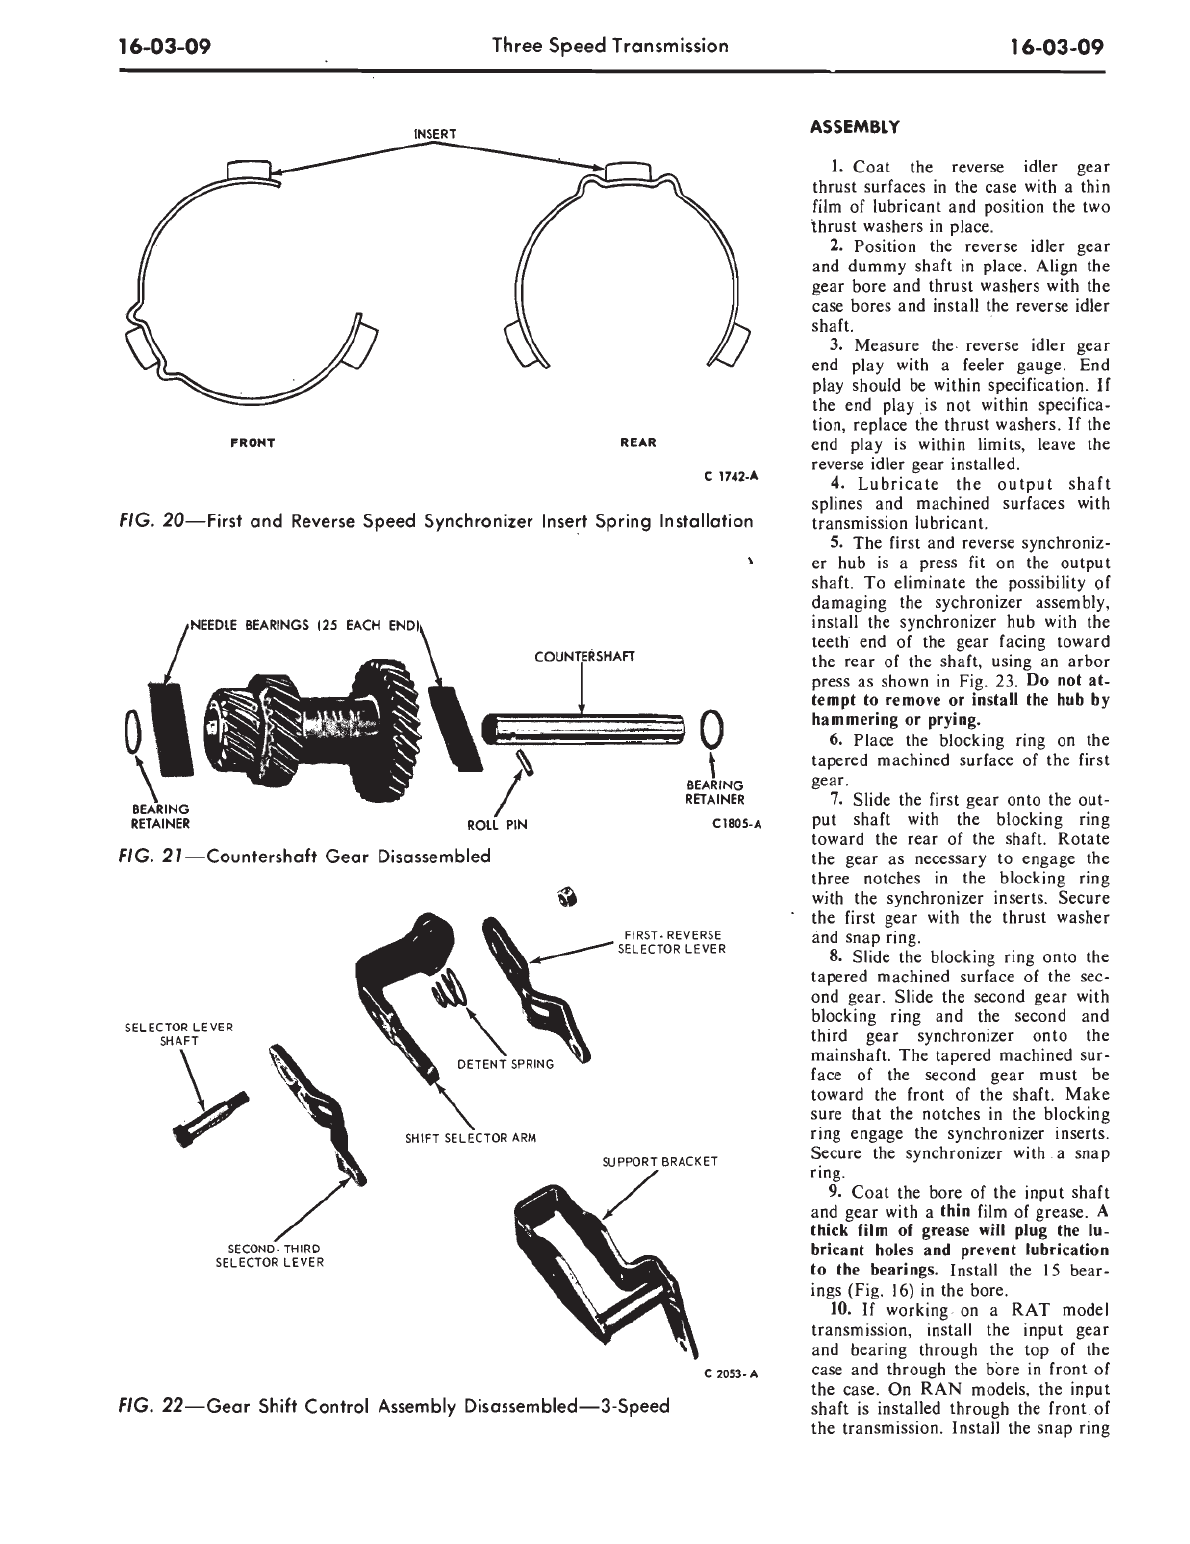 16-03-09 Three Speed Transmission 16-03-09
INSERT
FRONT REAR
C 1742-A
FIG. 20—First and Reverse Speed Synchronizer Insert Spring Installation
NEEDLE BEARINGS (25 EACH END)
COUNTERSHAFT
BEARING
RETAINER
ROLL PIN
BEARING
RETAINER
C1805-A
FIG. 21—Countershaft Gear Disassembled
FIRST-REVERSE
SELECTOR LEVER
SELECTOR LEVER
SHAFT
DETENT SPRING
SHIFT SELECTOR ARM
SUPPORT BRACKET
SECOND-THIRD
SELECTOR LEVER
C 2053-A
FIG. 22—Gear Shift Control Assembly Disassembled—3-Speed
ASSEMBLY
1. Coat the reverse idler gear
thrust surfaces in the case with a thin
film of lubricant and position the two
thrust washers in place.
2. Position the reverse idler gear
and dummy shaft in place. Align the
gear bore and thrust washers with the
case bores and install the reverse idler
shaft.
3. Measure the reverse idler gear
end play with a feeler gauge. End
play should be within specification. If
the end play is not within specifica-
tion, replace the thrust washers. If the
end play is within limits, leave the
reverse idler gear installed.
4. Lubricate the output shaft
splines and machined surfaces with
transmission lubricant.
5. The first and reverse synchroniz-
er hub is a press fit on the output
shaft. To eliminate the possibility of
damaging the sychronizer assembly,
install the synchronizer hub with the
teeth end of the gear facing toward
the rear of the shaft, using an arbor
press as shown in Fig. 23. Do not at-
tempt to remove or install the hub by
hammering or prying.
6. Place the blocking ring on the
tapered machined surface of the first
gear.
7. Slide the first gear onto the out-
put shaft with the blocking ring
toward the rear of the shaft. Rotate
the gear as necessary to engage the
three notches in the blocking ring
with the synchronizer inserts. Secure
the first gear with the thrust washer
and snap ring.
8. Slide the blocking ring onto the
tapered machined surface of the sec-
ond gear. Slide the second gear with
blocking ring and the second and
third gear synchronizer onto the
mainshaft. The tapered machined sur-
face of the second gear must be
toward the front of the shaft. Make
sure that the notches in the blocking
ring engage the synchronizer inserts.
Secure the synchronizer with a snap
ring.
9. Coat the bore of the input shaft
and gear with a thin film of grease. A
thick film of grease will plug the lu-
bricant holes and prevent lubrication
to the bearings. Install the 15 bear-
ings (Fig. 16) in the bore.
10. If working on a RAT model
transmission, install the input gear
and bearing through the top of the
case and through the bore in front of
the case. On RAN models, the input
shaft is installed through the front of
the transmission. Install the snap ring